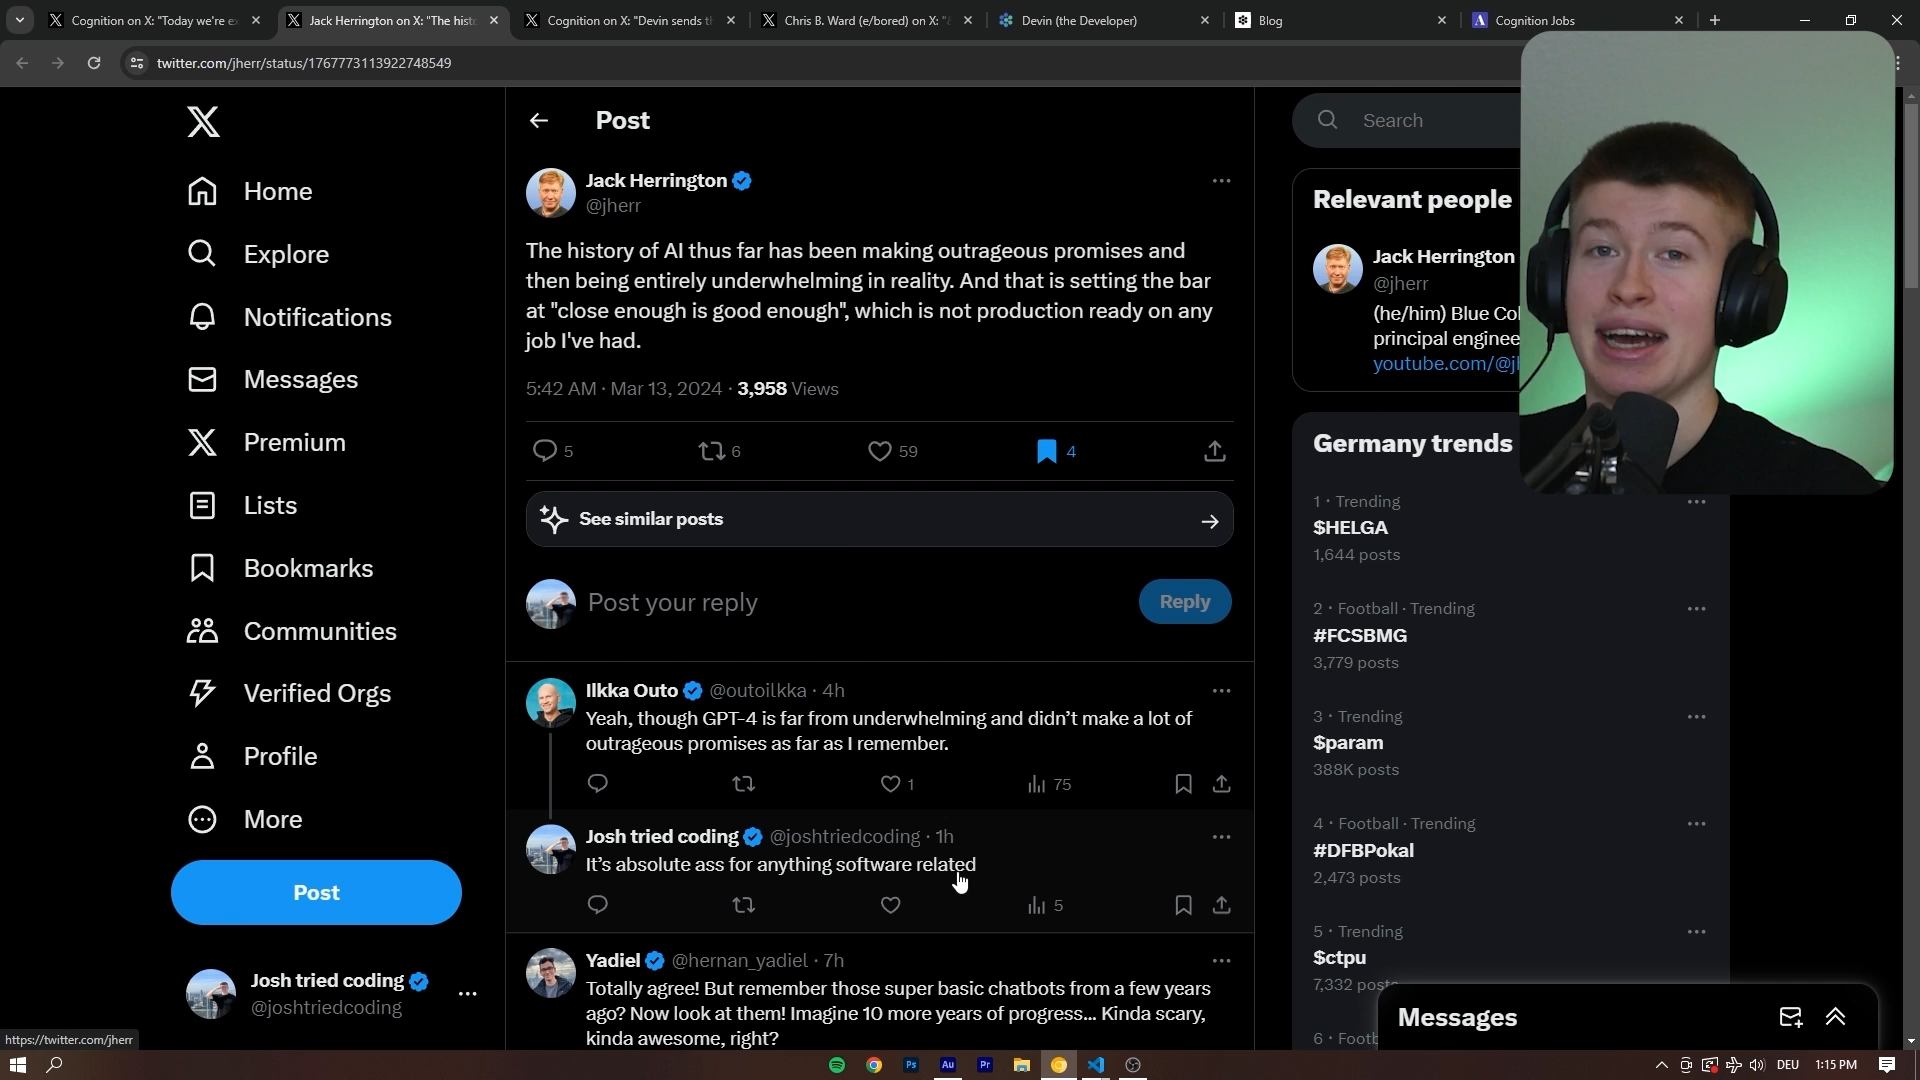 Cognition on X: "Today we're e
Jack Herrington on X: "The hist
Cognition on X: "Devin sends t
Chris B. Ward (e/bored) on X: "
Devin (the Developer)
Blog
Cognition Jobs
twitter.com/jherr/status/1767773113922748549
Home
Explore
Notifications
Messages
Premium
Lists
Bookmarks
Communities
Verified Orgs
Profile
More
Post
Josh tried coding
@joshtriedcoding
https://twitter.com/jherr
Post
Jack Herrington
@jherr
The history of AI thus far has been making outrageous promises and
then being entirely underwhelming in reality. And that is setting the bar
at "close enough is good enough", which is not production ready on any
job I've had.
5:42 AM · Mar 13, 2024 · 3,958 Views
5 6 59 4
See similar posts
Post your reply
Reply
Ilkka Outo @outoilkka · 4h
Yeah, though GPT-4 is far from underwhelming and didn't make a lot of
outrageous promises as far as I remember.
1 75
Josh tried coding @joshtriedcoding · 1h
It's absolute ass for anything software related
5
Yadiel @hernan_yadiel · 7h
Totally agree! But remember those super basic chatbots from a few years
ago? Now look at them! Imagine 10 more years of progress... Kinda scary,
kinda awesome, right?
Search
Relevant people
Jack Herrington
@jherr
(he/him) Blue Col
principal enginee
youtube.com/@jh
Germany trends
1 · Trending
$HELGA
1,644 posts
2 · Football · Trending
#FCSBMG
3,779 posts
3 · Trending
$param
388K posts
4 · Football · Trending
#DFBPokal
2,473 posts
5 · Trending
$ctpu
7,332 posts
6 · Footb
Messages
Ps Au Pr
DEU 1:15 PM